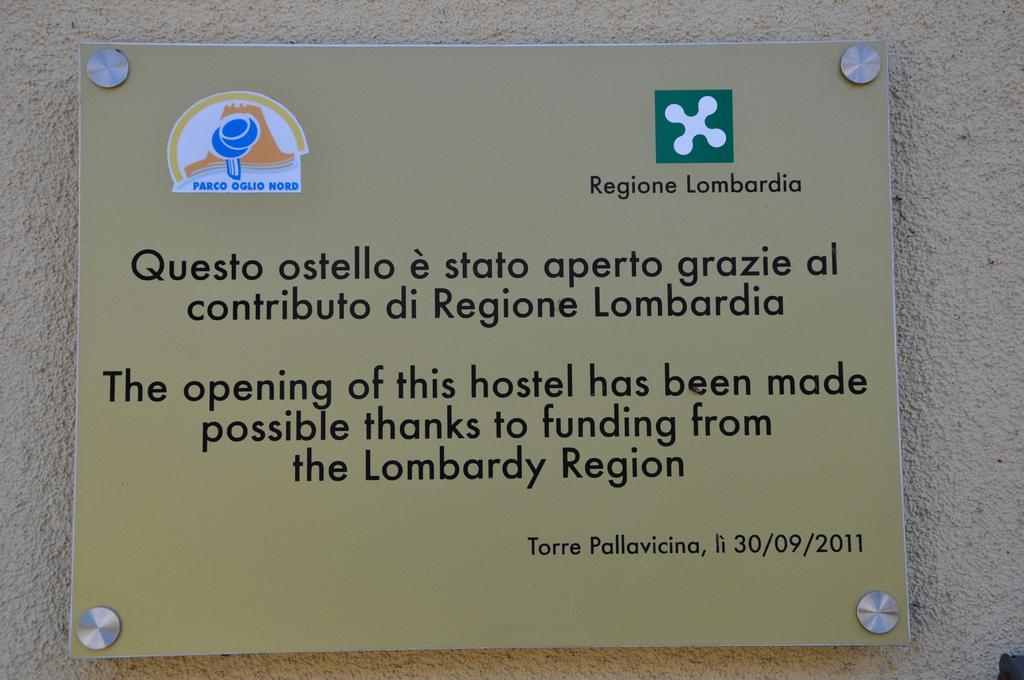 PARCO OGLIO NORD
Regione Lombardia
Questo ostello è stato aperto grazie al
contributo di Regione Lombardia
The opening of this hostel has been made
possible thanks to funding from
the Lombardy Region
Torre Pallavicina, lì 30/09/2011